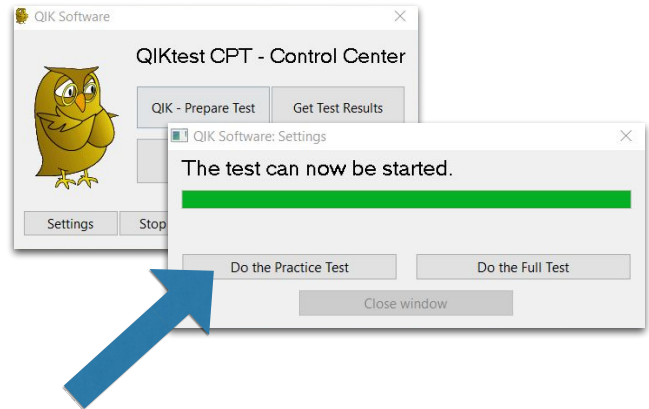 QIK Software
QIKtest CPT - Control Center
QIK - Prepare Test
Get Test Results
Settings
Stop
QIK Software: Settings
The test can now be started.
Do the Practice Test
Do the Full Test
Close window